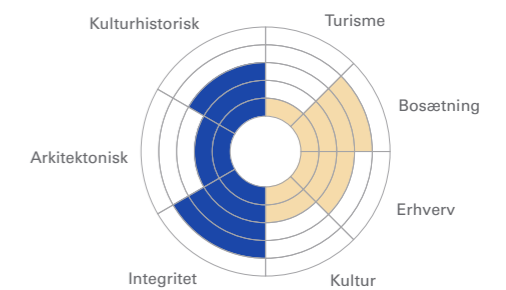 Kulturhistorisk
Turisme
Bosætning
Arkitektonisk
Erhverv
Integritet
Kultur